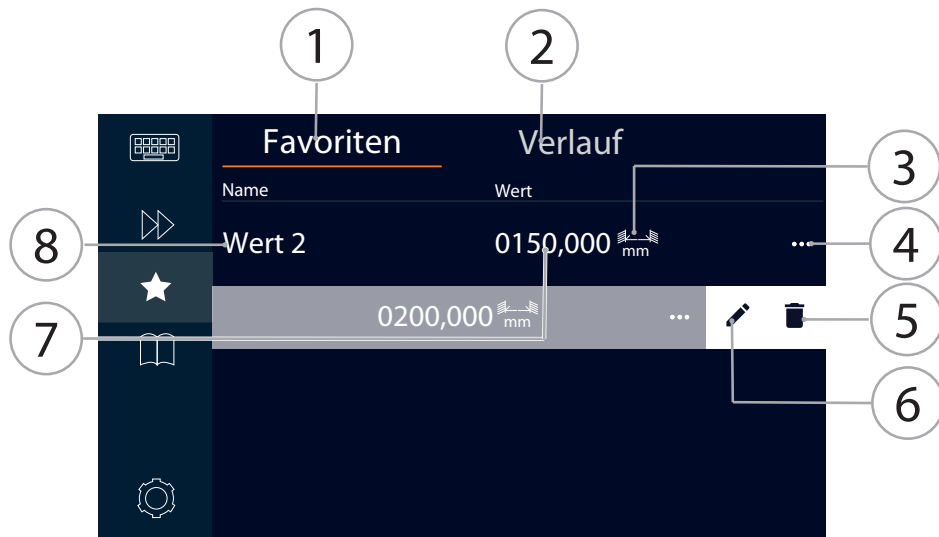 1 2
Favoriten Verlauf
3
Name Wert
8 Wert 2 0150,000 mm ... 4
7 0200,000 mm ... 5
6